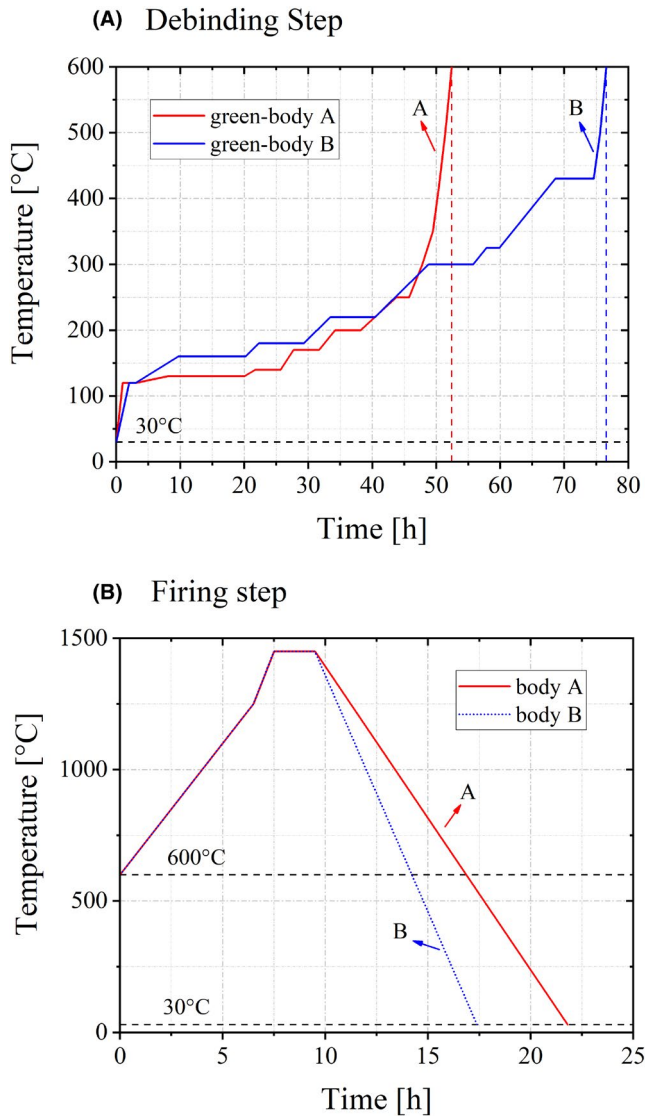 (A) Debinding Step
600
500
400
300
200
100
0
Temperature [°C]
green-body A
green-body B
A
B
30°C
0 10 20 30 40 50 60 70 80
Time [h]
(B) Firing step
1500
1000
500
0
Temperature [°C]
body A
body B
A
600°C
B
30°C
0 5 10 15 20 25
Time [h]